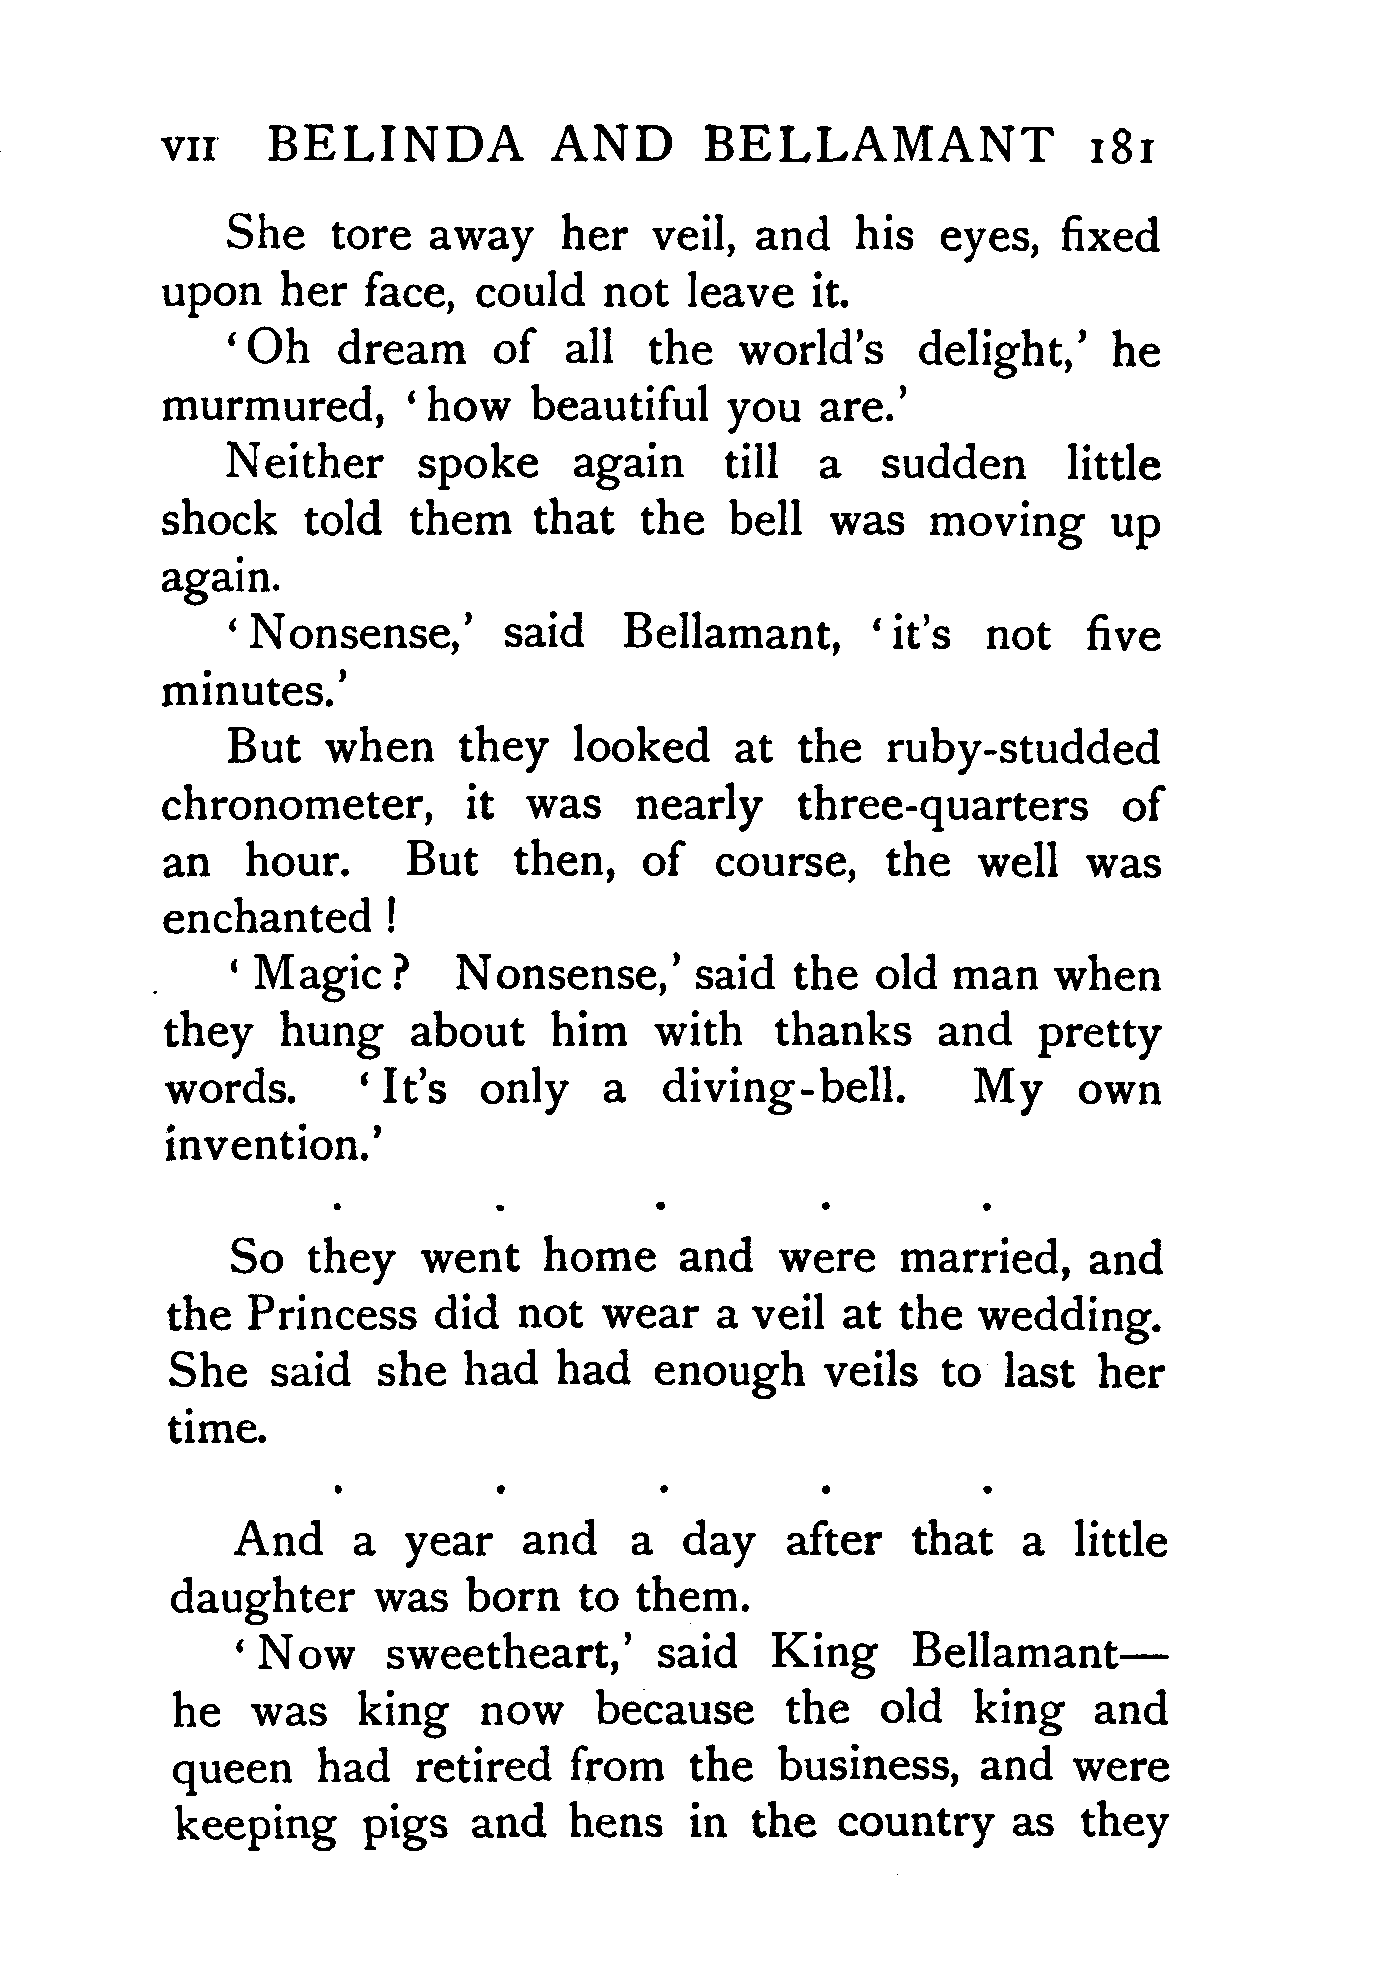 VII BELINDA AND BELLAMANT 181
She tore away her veil, and his eyes, fixed
upon her face, could not leave it.
‘Oh dream of all the world’s delight,’ he
murmured, ‘how beautiful you are.’
Neither spoke again till a sudden little
shock told them that the bell was moving up
again.
‘Nonsense,’ said Bellamant, ‘it’s not five
minutes.’
But when they looked at the ruby-studded
chronometer, it was nearly three-quarters of
an hour. But then, of course, the well was
enchanted !
‘Magic ? Nonsense,’ said the old man when
they hung about him with thanks and pretty
words. ‘It’s only a diving-bell. My own
invention.’
. . . . .
So they went home and were married, and
the Princess did not wear a veil at the wedding.
She said she had had enough veils to last her
time.
. . . . .
And a year and a day after that a little
daughter was born to them.
‘Now sweetheart,’ said King Bellamant—
he was king now because the old king and
queen had retired from the business, and were
keeping pigs and hens in the country as they